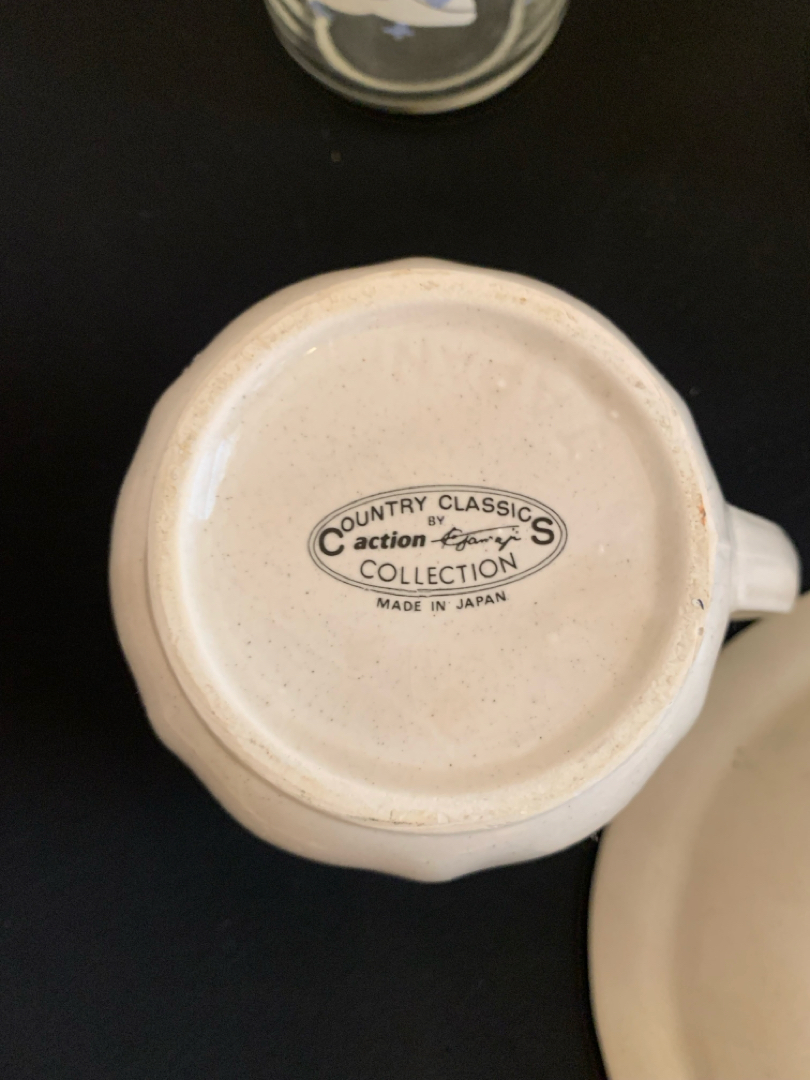 COUNTRY CLASSICS
BY
action
COLLECTION
MADE IN JAPAN